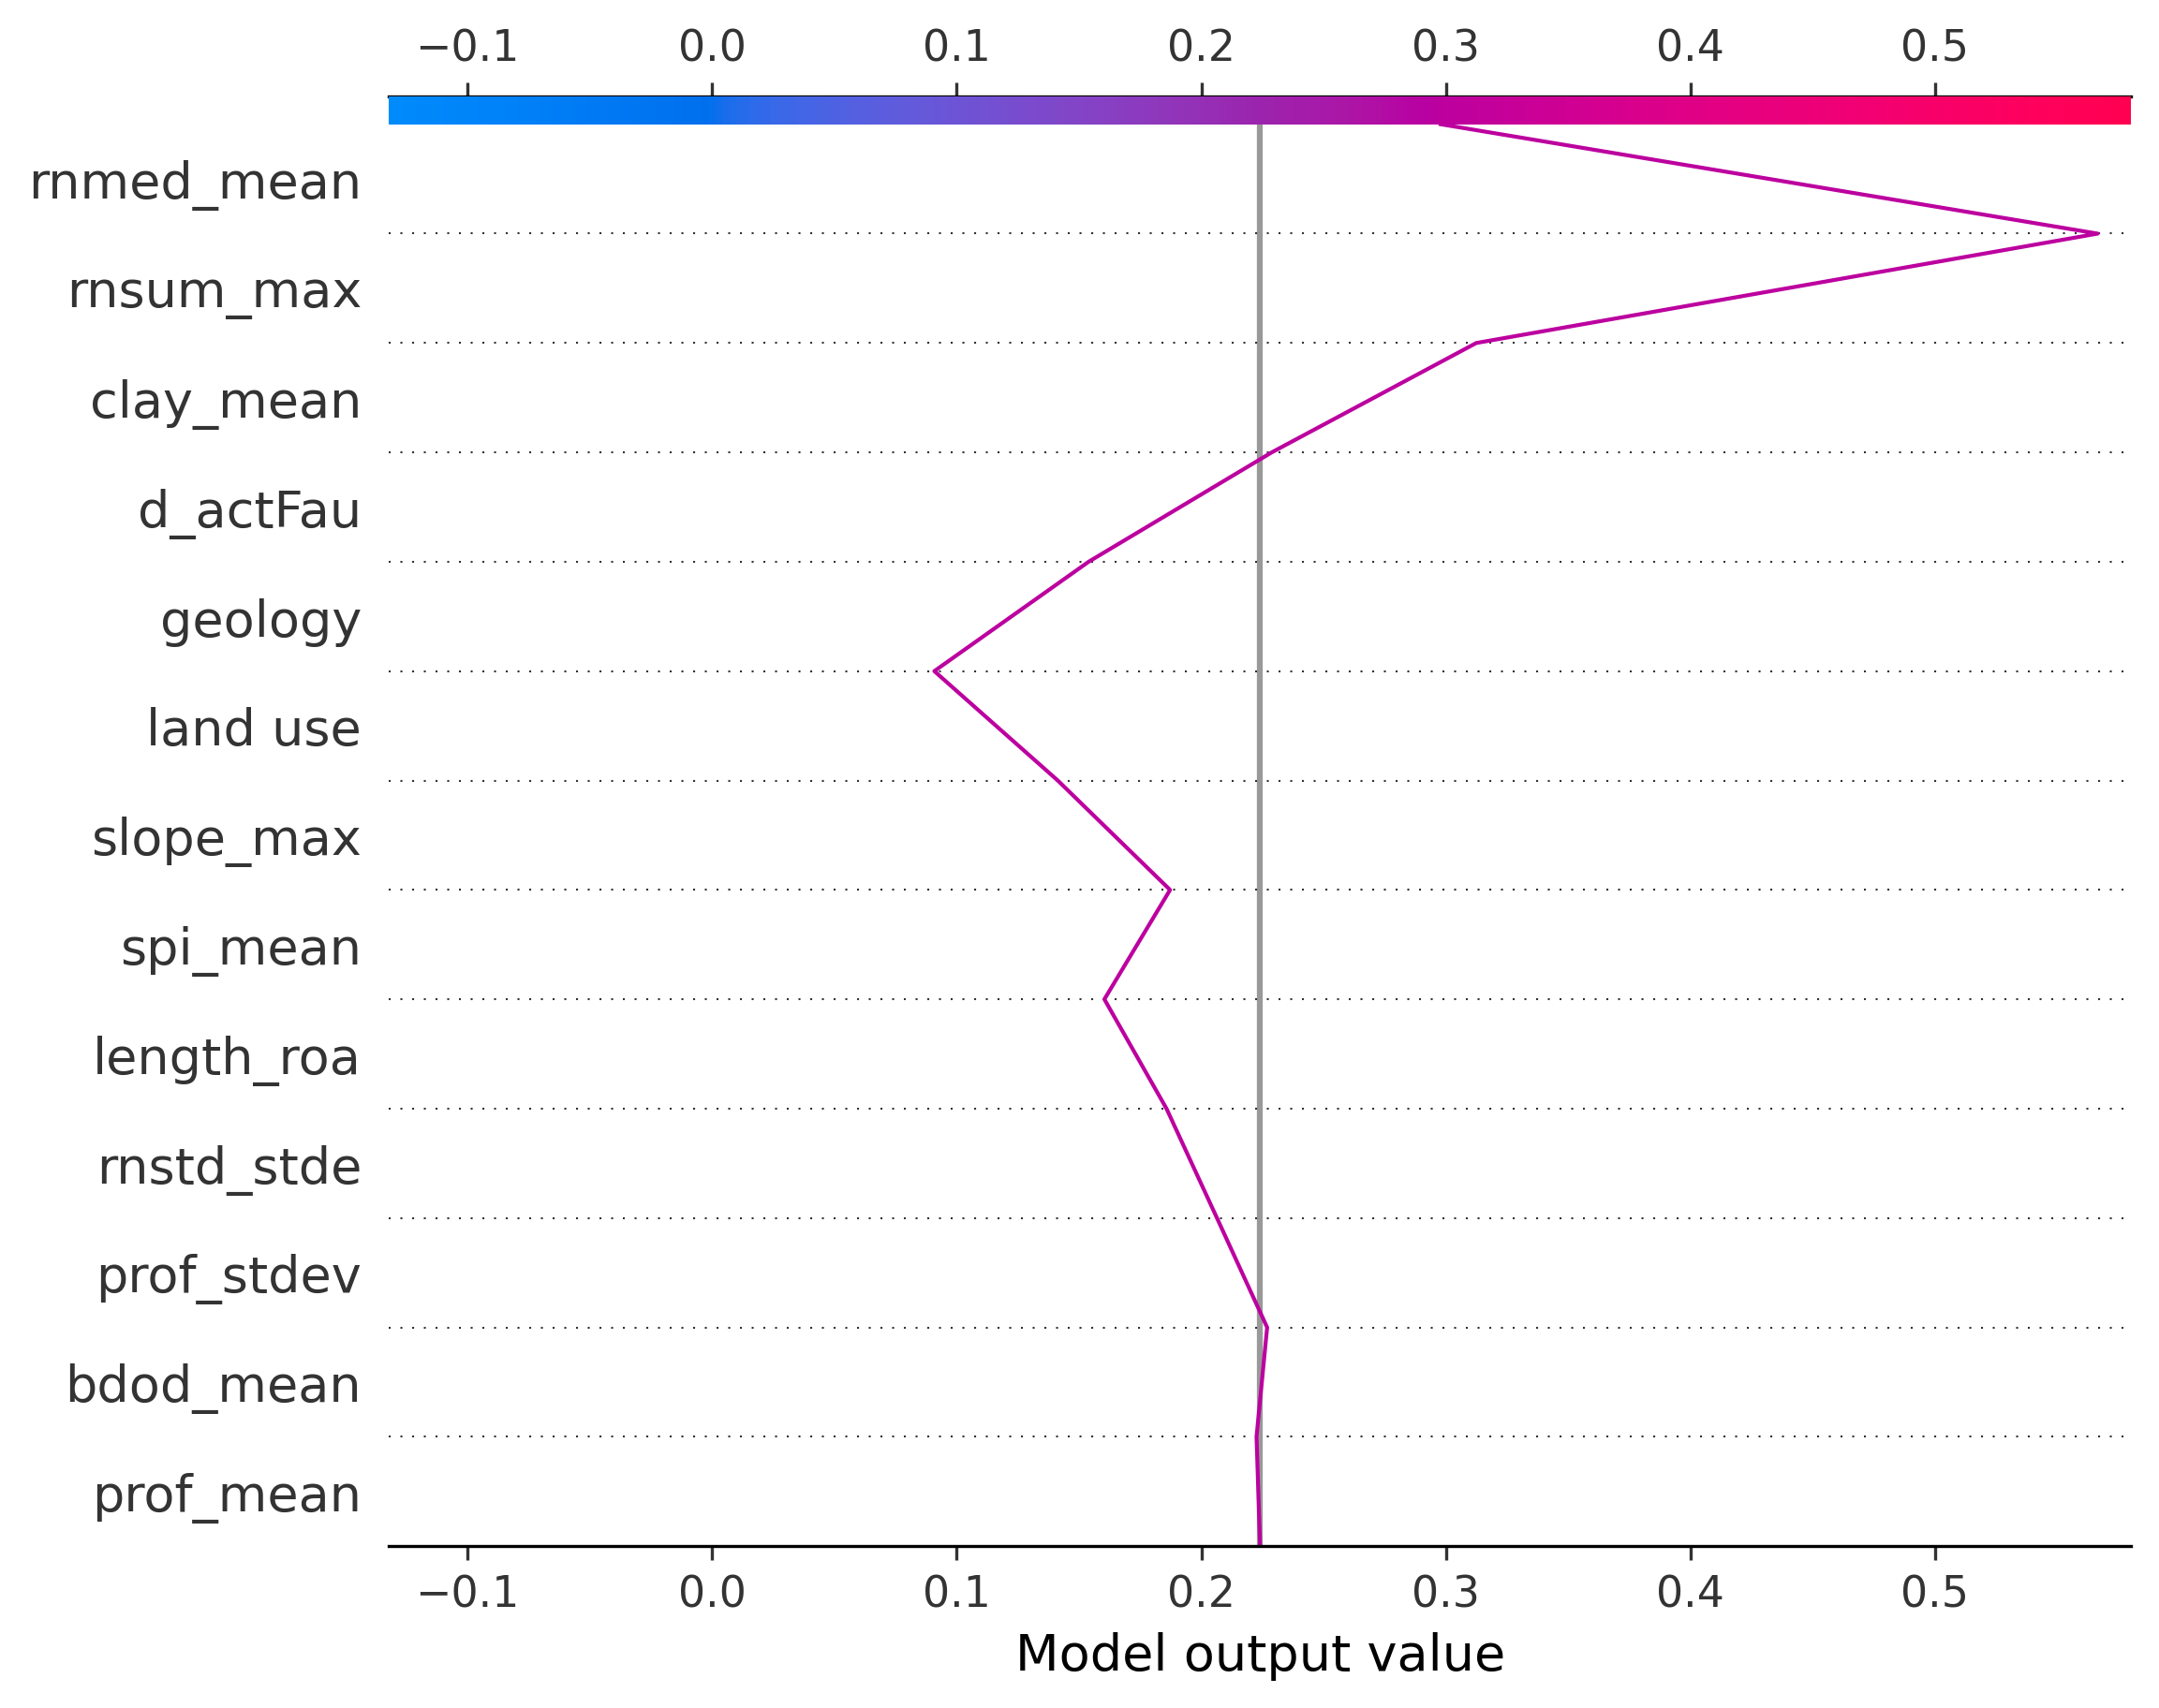 −0.1 0.0 0.1 0.2 0.3 0.4 0.5
rnmed_mean
rnsum_max
clay_mean
d_actFau
geology
land use
slope_max
spi_mean
length_roa
rnstd_stde
prof_stdev
bdod_mean
prof_mean
−0.1 0.0 0.1 0.2 0.3 0.4 0.5
Model output value